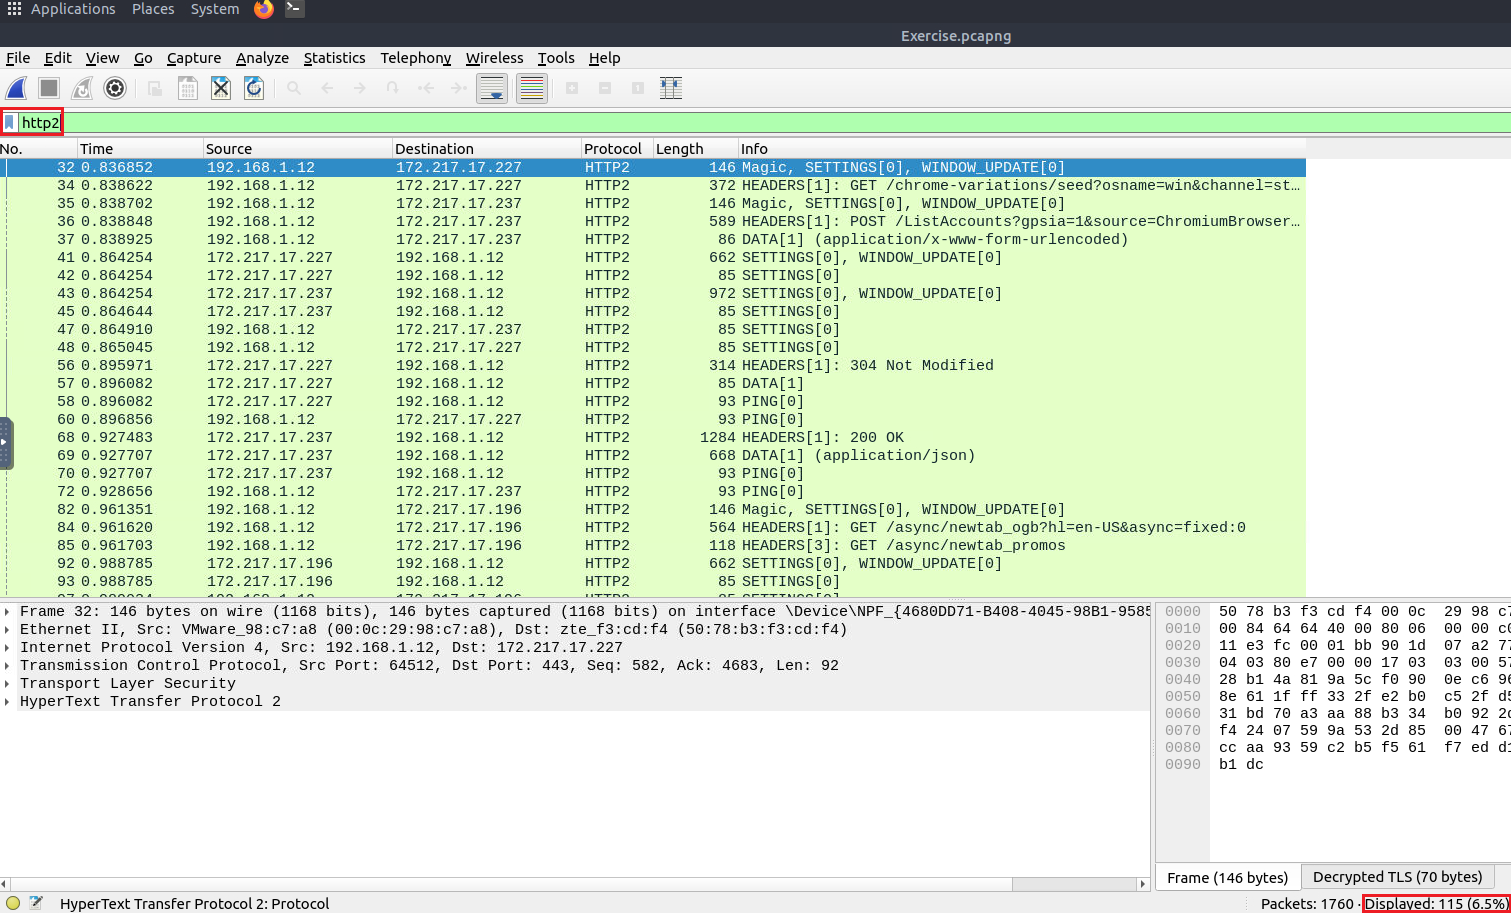 Applications Places System
Exercise.pcapng
File Edit View Go Capture Analyze Statistics Telephony Wireless Tools Help
http2
No. Time Source Destination Protocol Length Info
32 0.836852 192.168.1.12 172.217.17.227 HTTP2 146 Magic, SETTINGS[0], WINDOW_UPDATE[0]
34 0.838622 192.168.1.12 172.217.17.227 HTTP2 372 HEADERS[1]: GET /chrome-variations/seed?osname=win&channel=st…
35 0.838702 192.168.1.12 172.217.17.237 HTTP2 146 Magic, SETTINGS[0], WINDOW_UPDATE[0]
36 0.838848 192.168.1.12 172.217.17.237 HTTP2 589 HEADERS[1]: POST /ListAccounts?gpsia=1&source=ChromiumBrowser…
37 0.838925 192.168.1.12 172.217.17.237 HTTP2 86 DATA[1] (application/x-www-form-urlencoded)
41 0.864254 172.217.17.227 192.168.1.12 HTTP2 662 SETTINGS[0], WINDOW_UPDATE[0]
42 0.864254 172.217.17.227 192.168.1.12 HTTP2 85 SETTINGS[0]
43 0.864254 172.217.17.237 192.168.1.12 HTTP2 972 SETTINGS[0], WINDOW_UPDATE[0]
45 0.864644 172.217.17.237 192.168.1.12 HTTP2 85 SETTINGS[0]
47 0.864910 192.168.1.12 172.217.17.237 HTTP2 85 SETTINGS[0]
48 0.865045 192.168.1.12 172.217.17.227 HTTP2 85 SETTINGS[0]
56 0.895971 172.217.17.227 192.168.1.12 HTTP2 314 HEADERS[1]: 304 Not Modified
57 0.896082 172.217.17.227 192.168.1.12 HTTP2 85 DATA[1]
58 0.896082 172.217.17.227 192.168.1.12 HTTP2 93 PING[0]
60 0.896856 192.168.1.12 172.217.17.227 HTTP2 93 PING[0]
68 0.927483 172.217.17.237 192.168.1.12 HTTP2 1284 HEADERS[1]: 200 OK
69 0.927707 172.217.17.237 192.168.1.12 HTTP2 668 DATA[1] (application/json)
70 0.927707 172.217.17.237 192.168.1.12 HTTP2 93 PING[0]
72 0.928656 192.168.1.12 172.217.17.237 HTTP2 93 PING[0]
82 0.961351 192.168.1.12 172.217.17.196 HTTP2 146 Magic, SETTINGS[0], WINDOW_UPDATE[0]
84 0.961620 192.168.1.12 172.217.17.196 HTTP2 564 HEADERS[1]: GET /async/newtab_ogb?hl=en-US&async=fixed:0
85 0.961703 192.168.1.12 172.217.17.196 HTTP2 118 HEADERS[3]: GET /async/newtab_promos
92 0.988785 172.217.17.196 192.168.1.12 HTTP2 662 SETTINGS[0], WINDOW_UPDATE[0]
93 0.988785 172.217.17.196 192.168.1.12 HTTP2 85 SETTINGS[0]
Frame 32: 146 bytes on wire (1168 bits), 146 bytes captured (1168 bits) on interface \Device\NPF_{4680DD71-B408-4045-98B1-9585
Ethernet II, Src: VMware_98:c7:a8 (00:0c:29:98:c7:a8), Dst: zte_f3:cd:f4 (50:78:b3:f3:cd:f4)
Internet Protocol Version 4, Src: 192.168.1.12, Dst: 172.217.17.227
Transmission Control Protocol, Src Port: 64512, Dst Port: 443, Seq: 582, Ack: 4683, Len: 92
Transport Layer Security
HyperText Transfer Protocol 2
0000 50 78 b3 f3 cd f4 00 0c 29 98 c7
0010 00 84 64 64 40 00 80 06 00 00 c0
0020 11 e3 fc 00 01 bb 90 1d 07 a2 77
0030 04 03 80 e7 00 00 17 03 03 00 57
0040 28 b1 4a 81 9a 5c f0 90 0e c6 96
0050 8e 61 1f ff 33 2f e2 b0 c5 2f d5
0060 31 bd 70 a3 aa 88 b3 34 b0 92 2d
0070 f4 24 07 59 9a 53 2d 85 00 47 67
0080 cc aa 93 59 c2 b5 f5 61 f7 ed d1
0090 b1 dc
Frame (146 bytes) Decrypted TLS (70 bytes)
HyperText Transfer Protocol 2: Protocol Packets: 1760 · Displayed: 115 (6.5%)